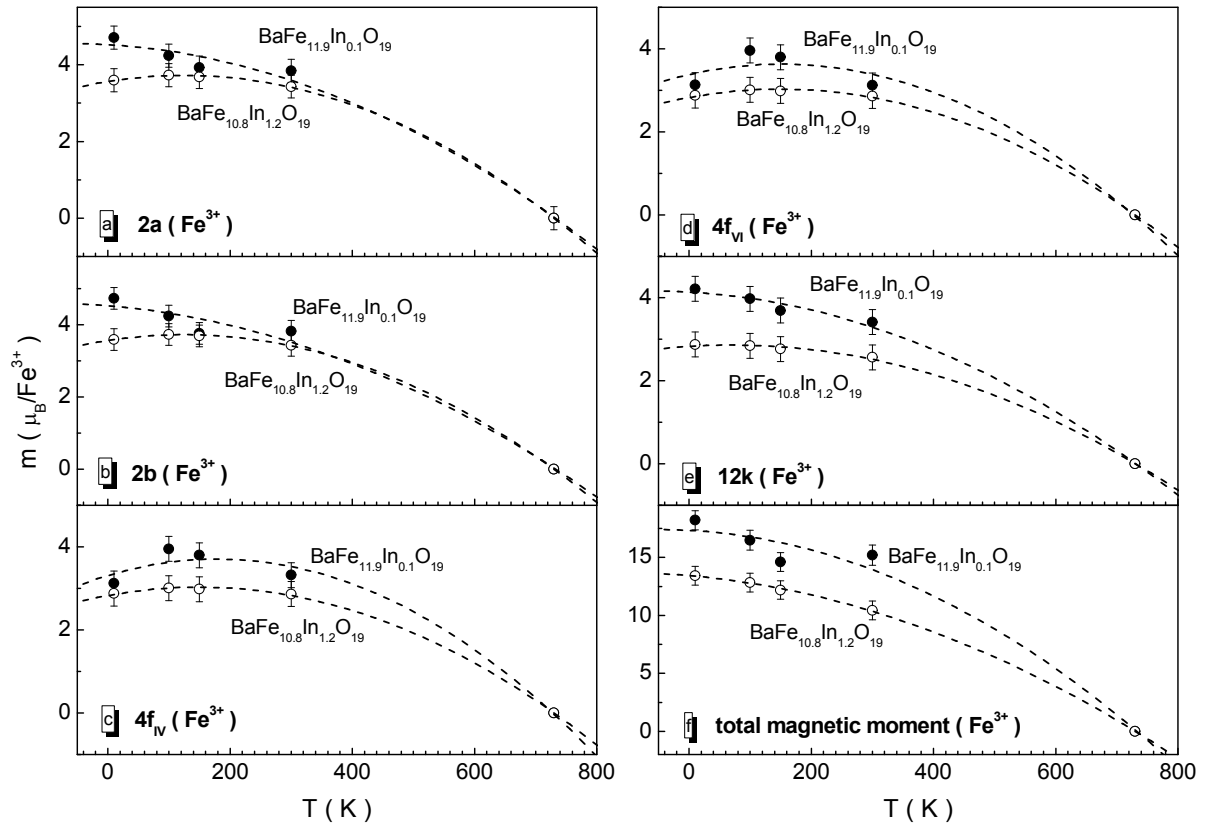 4
2
0
BaFe11.9In0.1O19
BaFe10.8In1.2O19
a 2a ( Fe3+ )
6
4
2
0
BaFe11.9In0.1O19
BaFe10.8In1.2O19
b 2b ( Fe3+ )
4
2
0
BaFe11.9In0.1O19
BaFe10.8In1.2O19
c 4fIV ( Fe3+ )
0 200 400 600 800
T ( K )
m ( μB/Fe3+ )
4
2
0
BaFe11.9In0.1O19
BaFe10.8In1.2O19
d 4fVI ( Fe3+ )
4
2
0
BaFe11.9In0.1O19
BaFe10.8In1.2O19
e 12k ( Fe3+ )
15
10
5
0
BaFe11.9In0.1O19
BaFe10.8In1.2O19
f total magnetic moment ( Fe3+ )
0 200 400 600 800
T ( K )